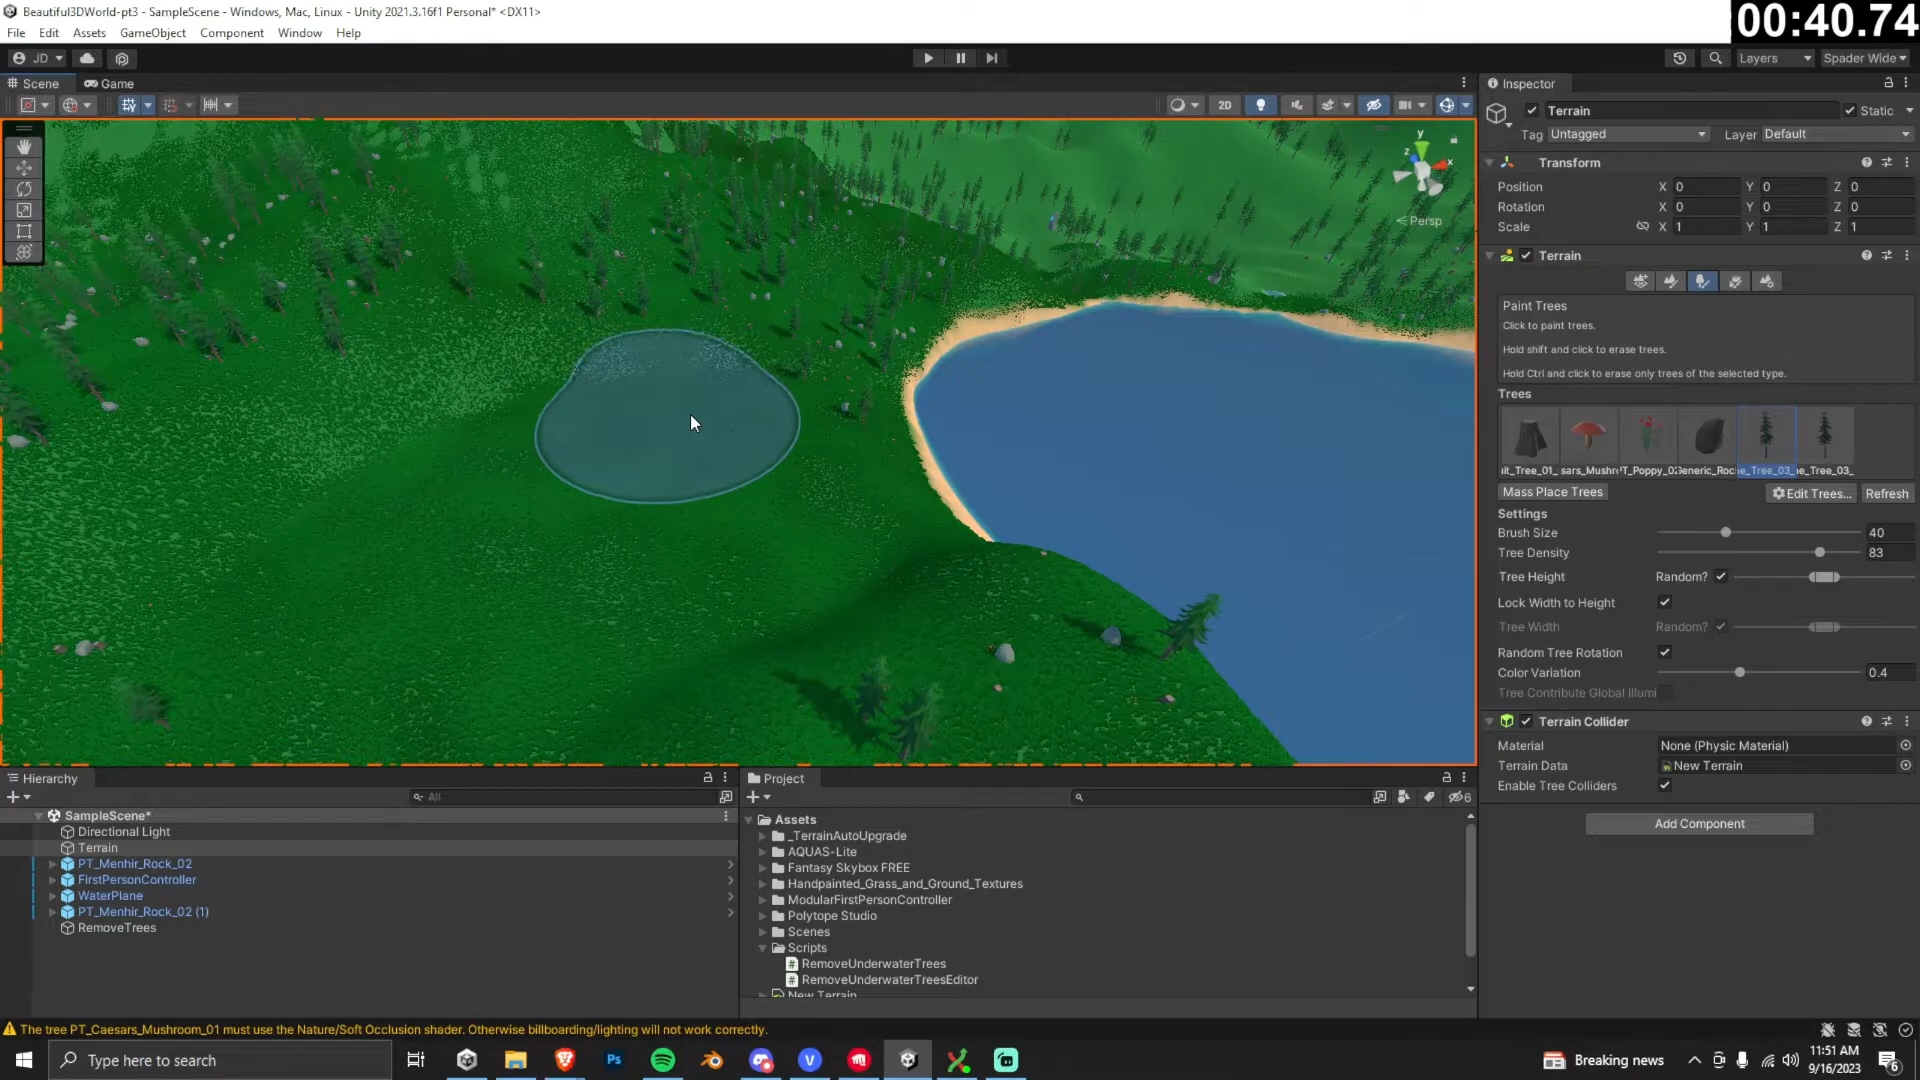 Beautiful3DWorld-pt3 - SampleScene - Windows, Mac, Linux - Unity 2021.3.16f1 Personal* <DX11>
00:40.74
File Edit Assets GameObject Component Window Help
JD
Layers
Spader Wide
Scene
Game
2D
y
z
x
Persp
Inspector
Terrain
Static
Tag Untagged
Layer Default
Transform
Position X 0 Y 0 Z 0
Rotation X 0 Y 0 Z 0
Scale X 1 Y 1 Z 1
Terrain
Paint Trees
Click to paint trees.
Hold shift and click to erase trees.
Hold Ctrl and click to erase only trees of the selected type.
Trees
Mass Place Trees
Edit Trees...
Refresh
Settings
Brush Size 40
Tree Density 83
Tree Height Random?
Lock Width to Height
Tree Width Random?
Random Tree Rotation
Color Variation 0.4
Tree Contribute Global Illumi
Terrain Collider
Material None (Physic Material)
Terrain Data New Terrain
Enable Tree Colliders
Add Component
Hierarchy
All
SampleScene*
Directional Light
Terrain
PT_Menhir_Rock_02
FirstPersonController
WaterPlane
PT_Menhir_Rock_02 (1)
RemoveTrees
Project
6
Assets
_TerrainAutoUpgrade
AQUAS-Lite
Fantasy Skybox FREE
Handpainted_Grass_and_Ground_Textures
ModularFirstPersonController
Polytope Studio
Scenes
Scripts
RemoveUnderwaterTrees
RemoveUnderwaterTreesEditor
New Terrain
The tree PT_Caesars_Mushroom_01 must use the Nature/Soft Occlusion shader. Otherwise billboarding/lighting will not work correctly.
Type here to search
Ps
V
Breaking news
11:51 AM
9/16/2023
6